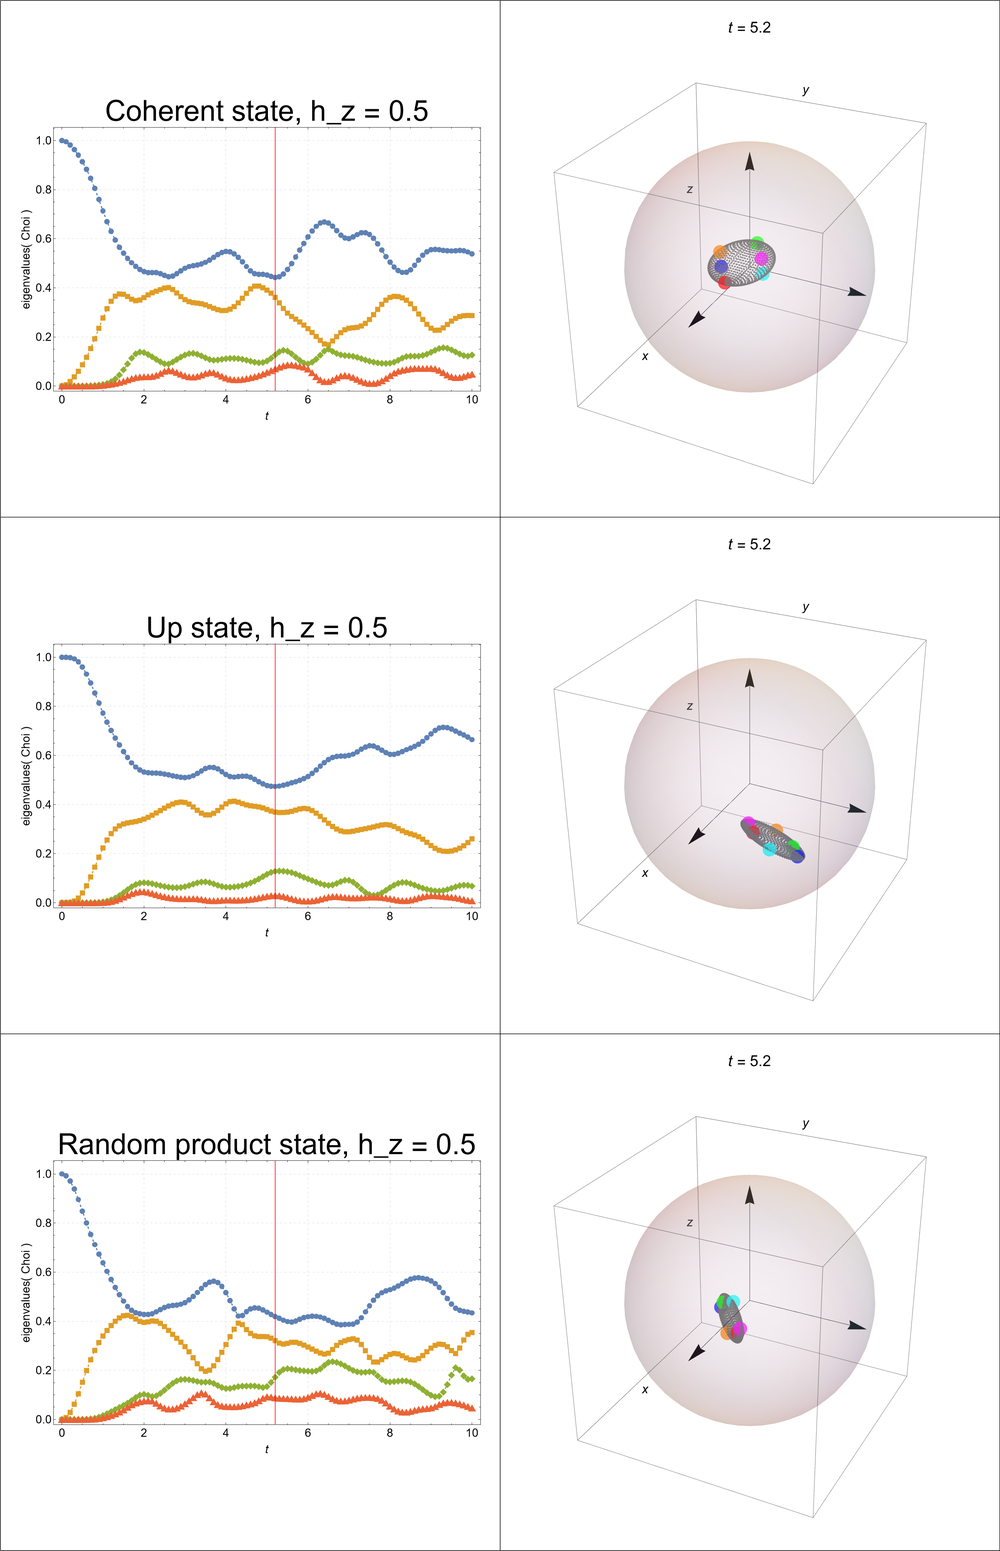 t = 5.2
y
Coherent state, h_z = 0.5
1.0
0.8
z
0.6
eigenvalues( Choi )
0.4
x
0.2
0.0
0 2 4 6 8 10
t
t = 5.2
y
Up state, h_z = 0.5
1.0
0.8
z
0.6
eigenvalues( Choi )
0.4
x
0.2
0.0
0 2 4 6 8 10
t
t = 5.2
y
Random product state, h_z = 0.5
1.0
0.8
z
0.6
eigenvalues( Choi )
0.4
x
0.2
0.0
0 2 4 6 8 10
t